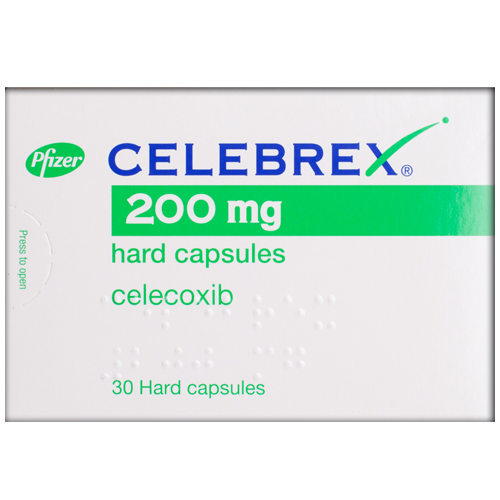 Pfizer
CELEBREX®
200 mg
hard capsules
celecoxib
30 Hard capsules
Press to open